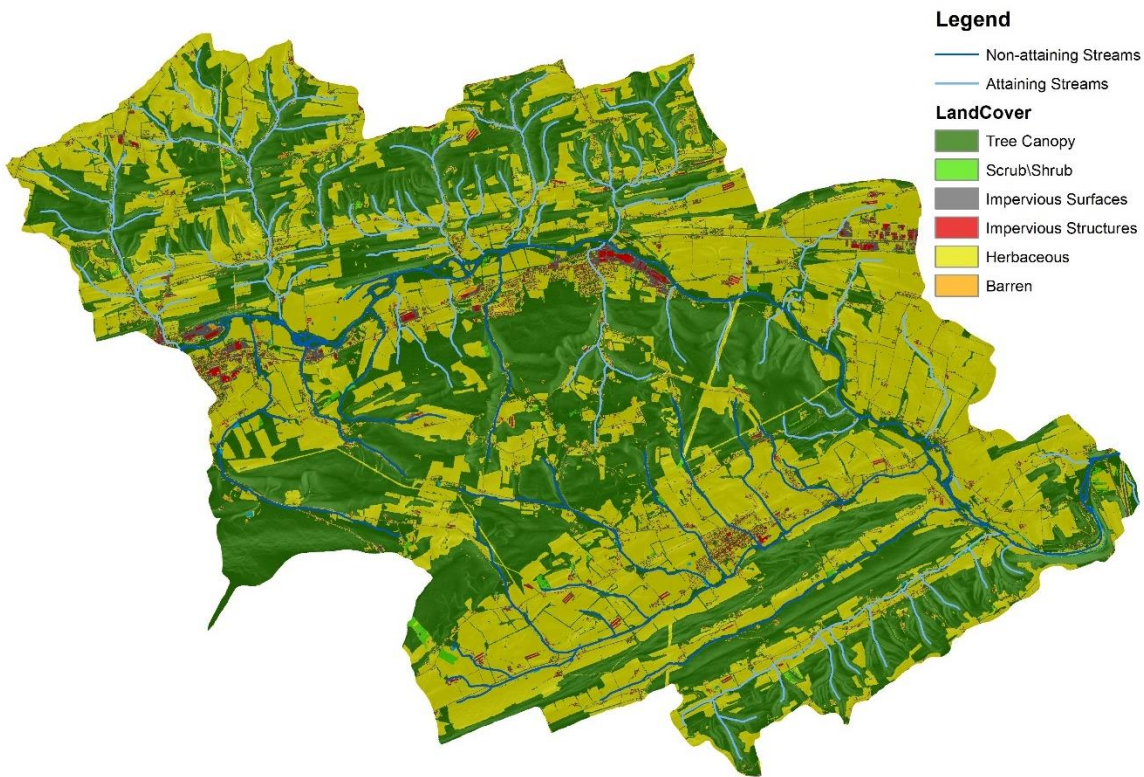 Legend
Non-attaining Streams
Attaining Streams
LandCover
Tree Canopy
Scrub\Shrub
Impervious Surfaces
Impervious Structures
Herbaceous
Barren